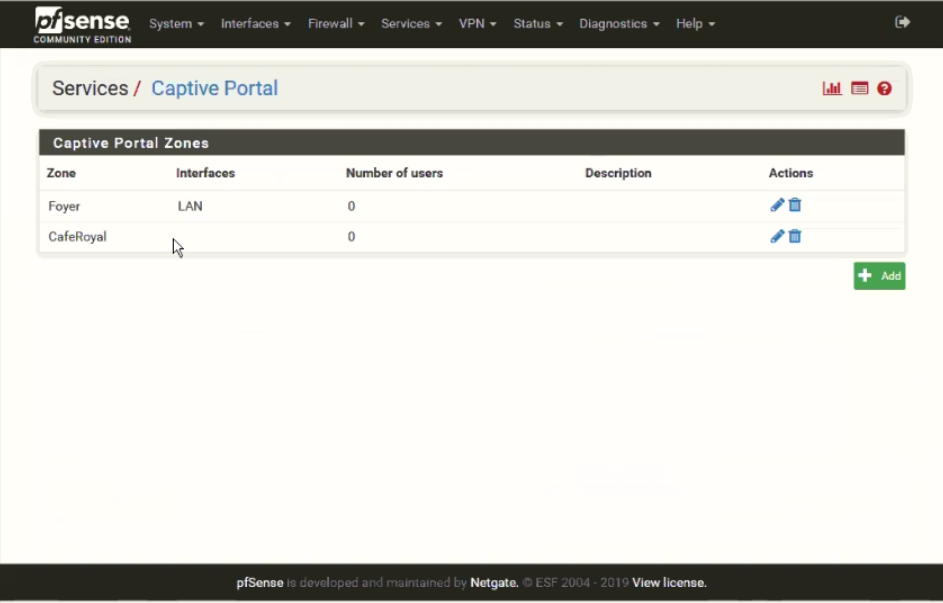 pfsense System Interfaces Firewall Services VPN Status Diagnostics Help
COMMUNITY EDITION
Services / Captive Portal
Captive Portal Zones
Zone Interfaces Number of users Description Actions
Foyer LAN 0
CafeRoyal 0
Add
pfSense is developed and maintained by Netgate. © ESF 2004 - 2019 View license.